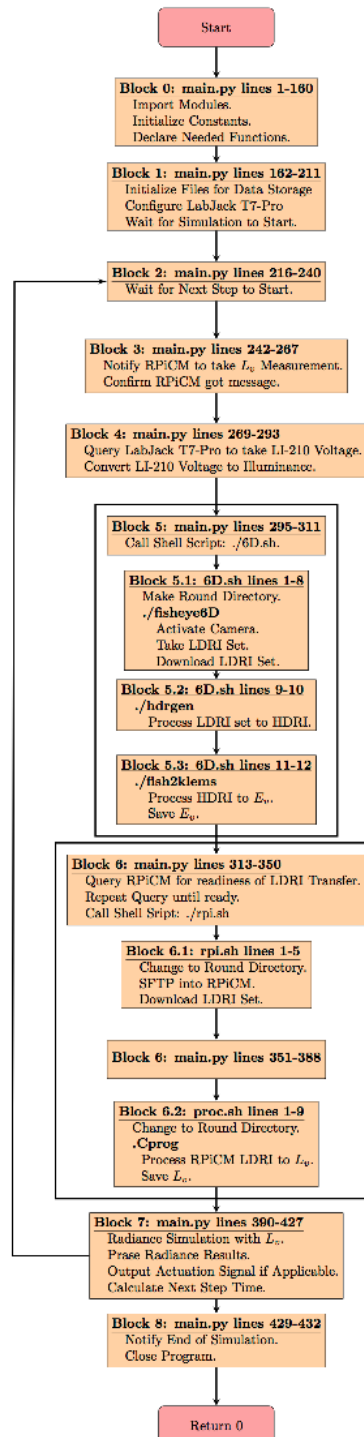 Start
Block 0: main.py lines 1-160
Import Modules.
Initialize Constants.
Declare Needed Functions.
Block 1: main.py lines 162-211
Initialize Files for Data Storage
Configure LabJack T7-Pro
Wait for Simulation to Start.
Block 2: main.py lines 216-240
Wait for Next Step to Start.
Block 3: main.py lines 242-267
Notify RPiCM to take Lv Measurement.
Confirm RPiCM got message.
Block 4: main.py lines 269-293
Query LabJack T7-Pro to take LI-210 Voltage.
Convert LI-210 Voltage to Illuminance.
Block 5: main.py lines 295-311
Call Shell Script: ./6D.sh.
Block 5.1: 6D.sh lines 1-8
Make Round Directory.
./fisheye6D
Activate Camera.
Take LDRI Set.
Download LDRI Set.
Block 5.2: 6D.sh lines 9-10
./hdrgen
Process LDRI set to HDRI.
Block 5.3: 6D.sh lines 11-12
./fish2klems
Process HDRI to Ev.
Save Ev.
Block 6: main.py lines 313-350
Query RPiCM for readiness of LDRI Transfer.
Repeat Query until ready.
Call Shell Sript: ./rpi.sh
Block 6.1: rpi.sh lines 1-5
Change to Round Directory.
SFTP into RPiCM.
Download LDRI Set.
Block 6: main.py lines 351-388
Block 6.2: proc.sh lines 1-9
Change to Round Directory.
.Cprog
Process RPiCM LDRI to Lv.
Save Lv.
Block 7: main.py lines 390-427
Radiance Simulation with Lv.
Prase Radiance Results.
Output Actuation Signal if Applicable.
Calculate Next Step Time.
Block 8: main.py lines 429-432
Notify End of Simulation.
Close Program.
Return 0